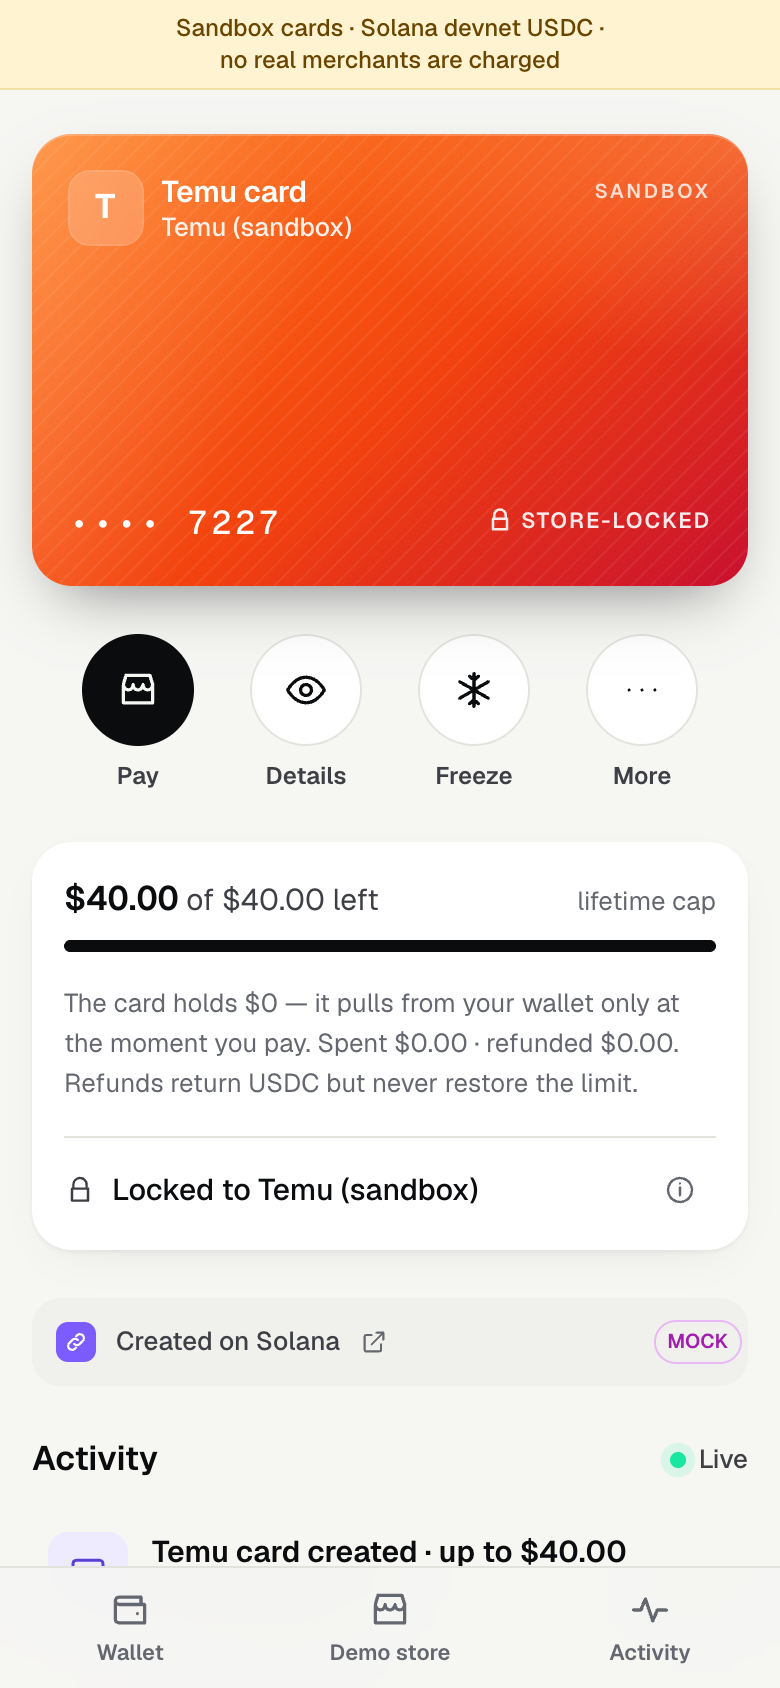 Sandbox cards · Solana devnet USDC ·
no real merchants are charged
T
Temu card
Temu (sandbox)
SANDBOX
•••• 7227
STORE-LOCKED
Pay
Details
Freeze
More
$40.00 of $40.00 left
lifetime cap
The card holds $0 — it pulls from your wallet only at
the moment you pay. Spent $0.00 · refunded $0.00.
Refunds return USDC but never restore the limit.
Locked to Temu (sandbox)
Created on Solana
MOCK
Activity
Live
Temu card created · up to $40.00
Wallet
Demo store
Activity